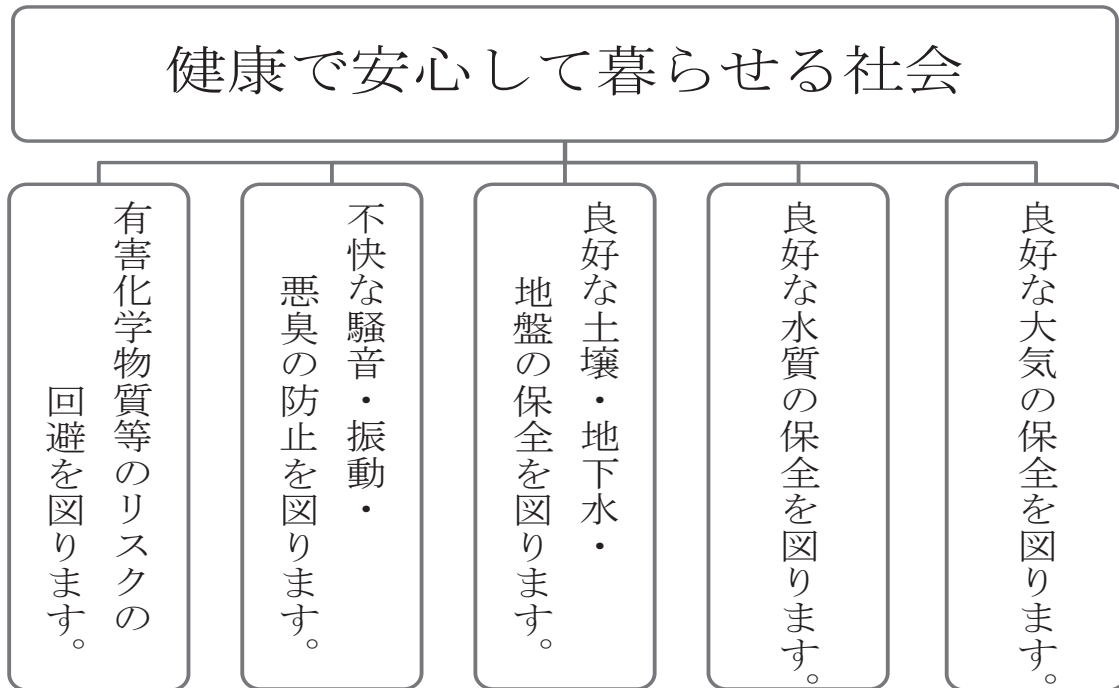 健康で安心して暮らせる社会
良好な大気の保全を図ります。
良好な水質の保全を図ります。
良好な土壌・地下水・
地盤の保全を図ります。
不快な騒音・振動・
悪臭の防止を図ります。
有害化学物質等のリスクの
回避を図ります。